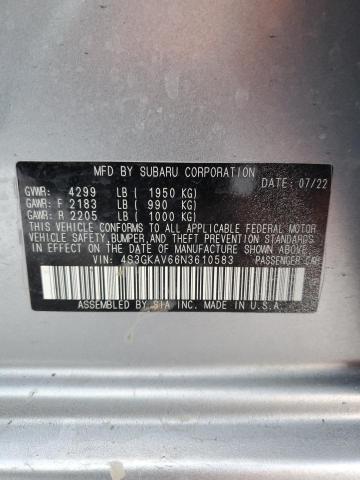 MFD BY SUBARU CORPORATION
DATE: 07/22
GVWR: 4299 LB (1950 KG)
GAWR: F 2183 LB (990 KG)
GAWR: R 2205 LB (1000 KG)
THIS VEHICLE CONFORMS TO ALL APPLICABLE FEDERAL MOTOR
VEHICLE SAFETY, BUMPER, AND THEFT PREVENTION STANDARDS
IN EFFECT ON THE DATE OF MANUFACTURE SHOWN ABOVE.
VIN: 4S3GKAV66N3610583 PASSENGER CAR
ASSEMBLED BY SIA INC. MADE IN U.S.A.